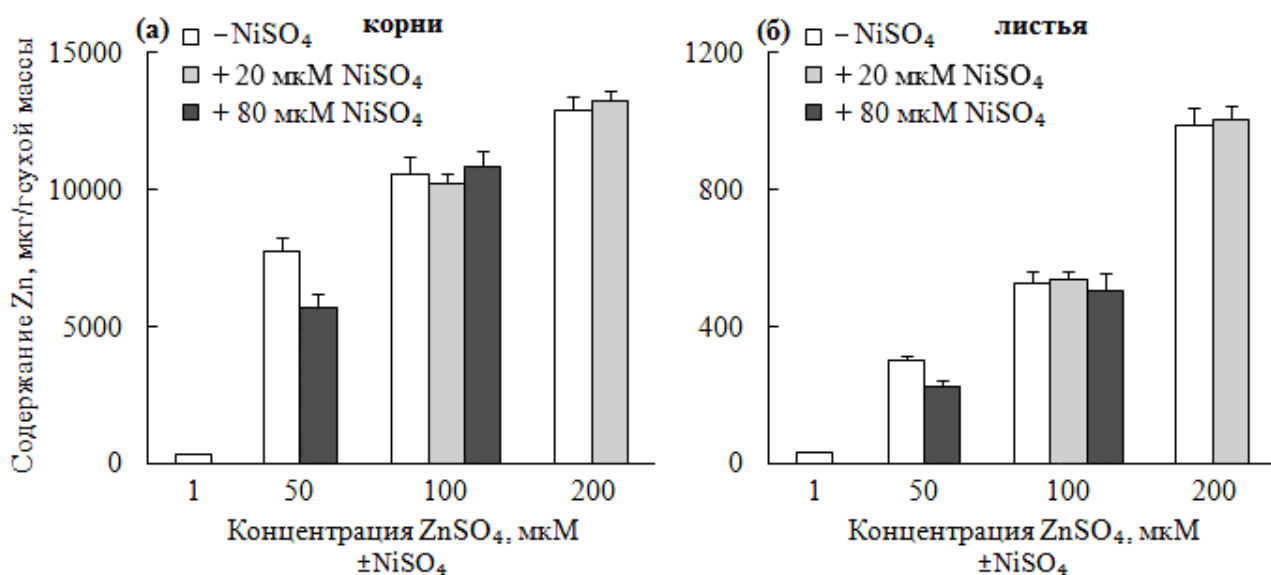 (а) корни
−NiSO₄
+ 20 мкМ NiSO₄
+ 80 мкМ NiSO₄
Содержание Zn, мкг/гсухой массы
15000
10000
5000
0
1 50 100 200
Концентрация ZnSO₄, мкМ
±NiSO₄
(б) листья
−NiSO₄
+ 20 мкМ NiSO₄
+ 80 мкМ NiSO₄
1200
800
400
0
1 50 100 200
Концентрация ZnSO₄, мкМ
±NiSO₄